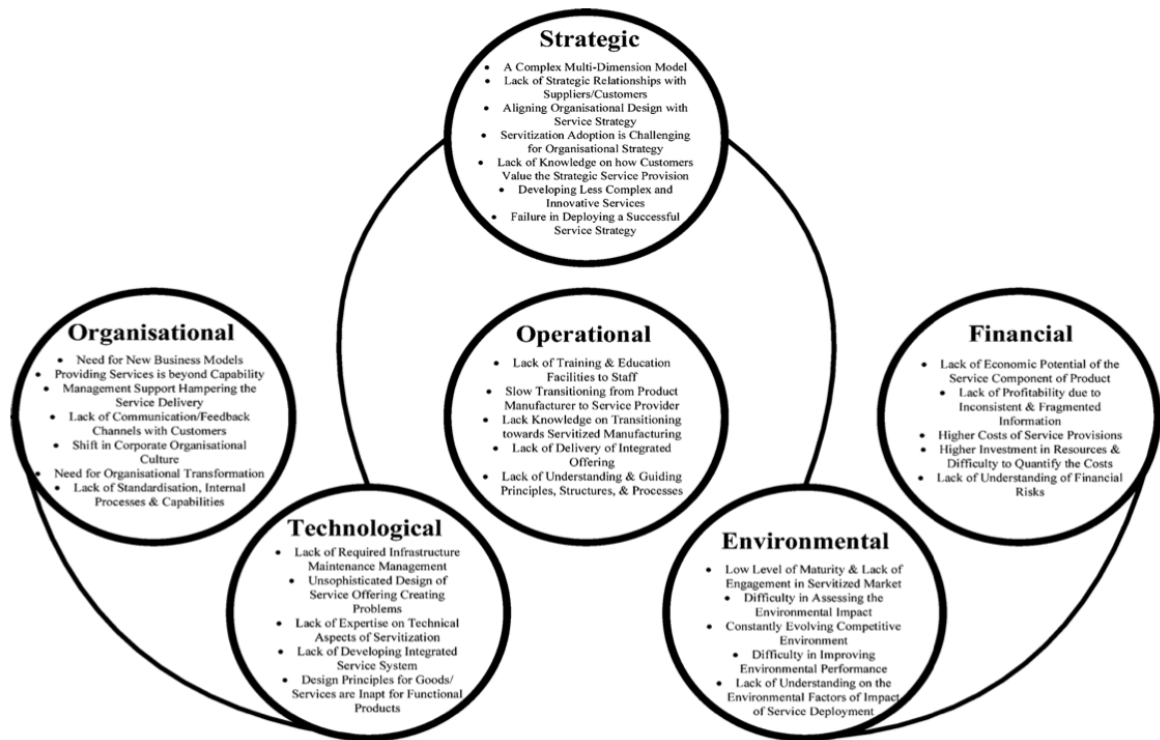 Strategic
• A Complex Multi-Dimension Model
• Lack of Strategic Relationships with
Suppliers/Customers
• Aligning Organisational Design with
Service Strategy
• Servitization Adoption is Challenging
for Organisational Strategy
• Lack of Knowledge on how Customers
Value the Strategic Service Provision
• Developing Less Complex and
Innovative Services
• Failure in Deploying a Successful
Service Strategy
Organisational
• Need for New Business Models
• Providing Services is beyond Capability
• Management Support Hampering the
Service Delivery
• Lack of Communication/Feedback
Channels with Customers
• Shift in Corporate Organisational
Culture
• Need for Organisational Transformation
• Lack of Standardisation, Internal
Processes & Capabilities
Operational
• Lack of Training & Education
Facilities to Staff
• Slow Transitioning from Product
Manufacturer to Service Provider
• Lack Knowledge on Transitioning
towards Servitized Manufacturing
• Lack of Delivery of Integrated
Offering
• Lack of Understanding & Guiding
Principles, Structures, & Processes
Financial
• Lack of Economic Potential of the
Service Component of Product
• Lack of Profitability due to
Inconsistent & Fragmented
Information
• Higher Costs of Service Provisions
• Higher Investment in Resources &
Difficulty to Quantify the Costs
• Lack of Understanding of Financial
Risks
Technological
• Lack of Required Infrastructure
Maintenance Management
• Unsophisticated Design of
Service Offering Creating
Problems
• Lack of Expertise on Technical
Aspects of Servitization
• Lack of Developing Integrated
Service System
• Design Principles for Goods/
Services are Inapt for Functional
Products
Environmental
• Low Level of Maturity & Lack of
Engagement in Servitized Market
• Difficulty in Assessing the
Environmental Impact
• Constantly Evolving Competitive
Environment
• Difficulty in Improving
Environmental Performance
• Lack of Understanding on the
Environmental Factors of Impact
of Service Deployment